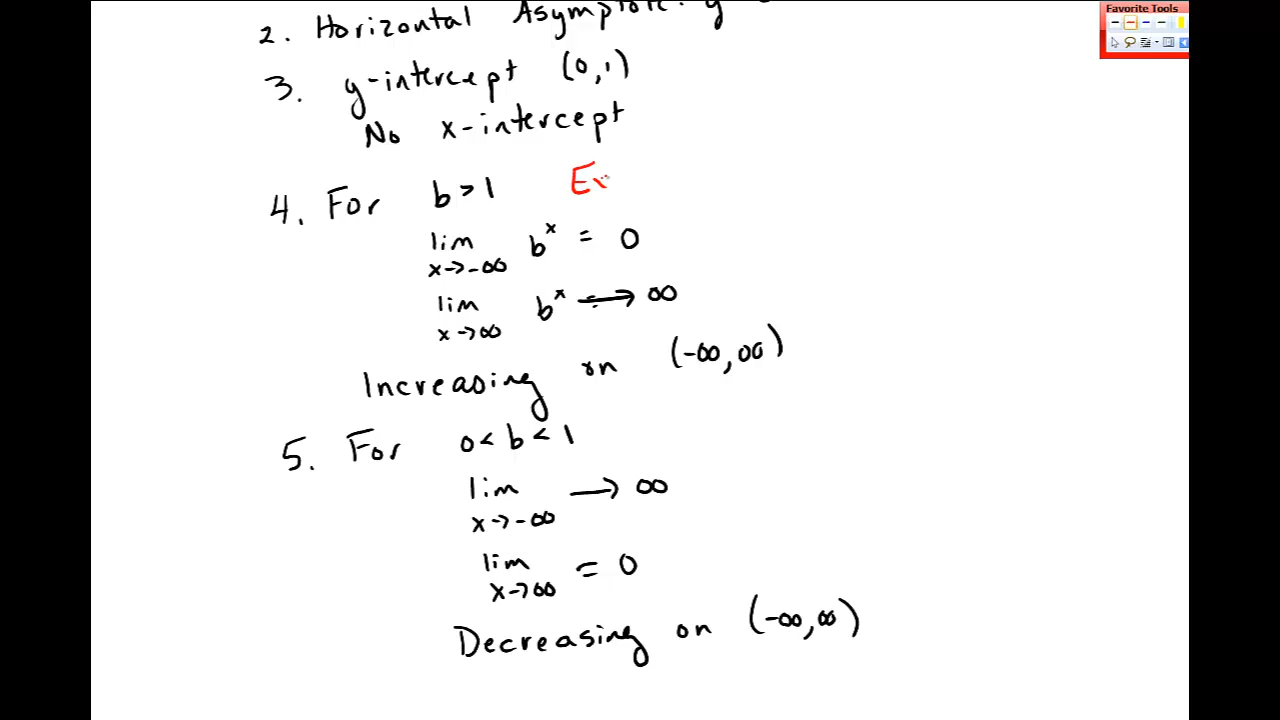 2. Horizontal Asymptote: y
3. y-intercept (0,1)
No x-intercept
4. For b > 1 Ex
lim b^x = 0
x→-∞
lim b^x → ∞
x→∞
Increasing on (-∞,∞)
5. For 0 < b < 1
lim → ∞
x→-∞
lim = 0
x→∞
Decreasing on (-∞,∞)
Favorite Tools